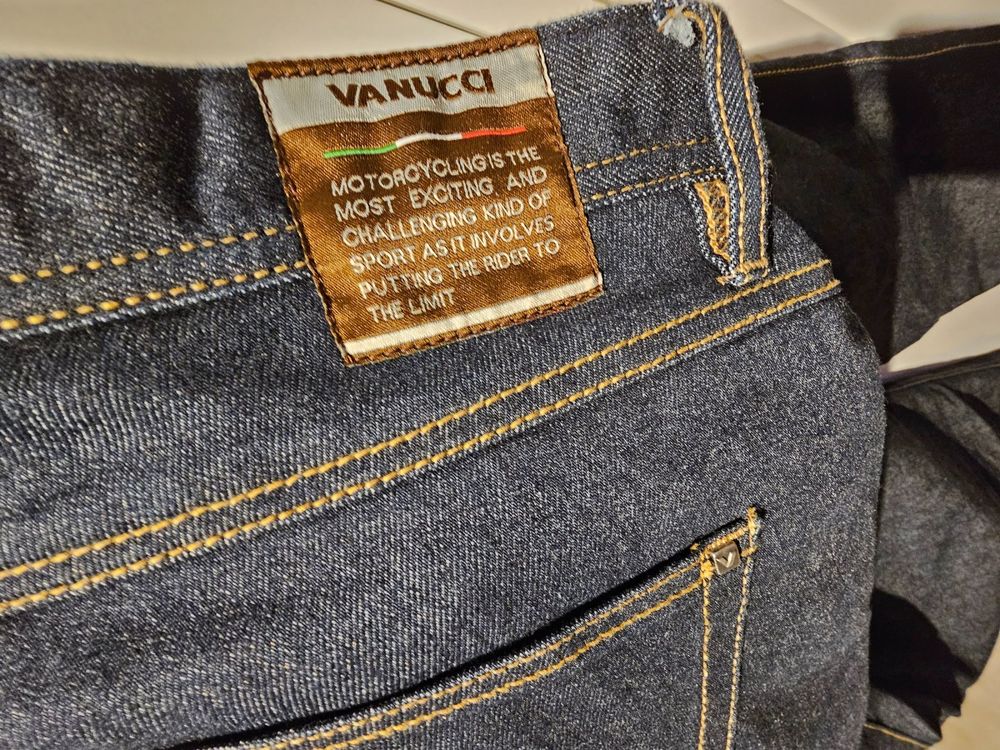 VANUCCI
MOTORCYCLING IS THE
MOST EXCITING AND
CHALLENGING KIND OF
SPORT AS IT INVOLVES
PUTTING THE RIDER TO
THE LIMIT
V